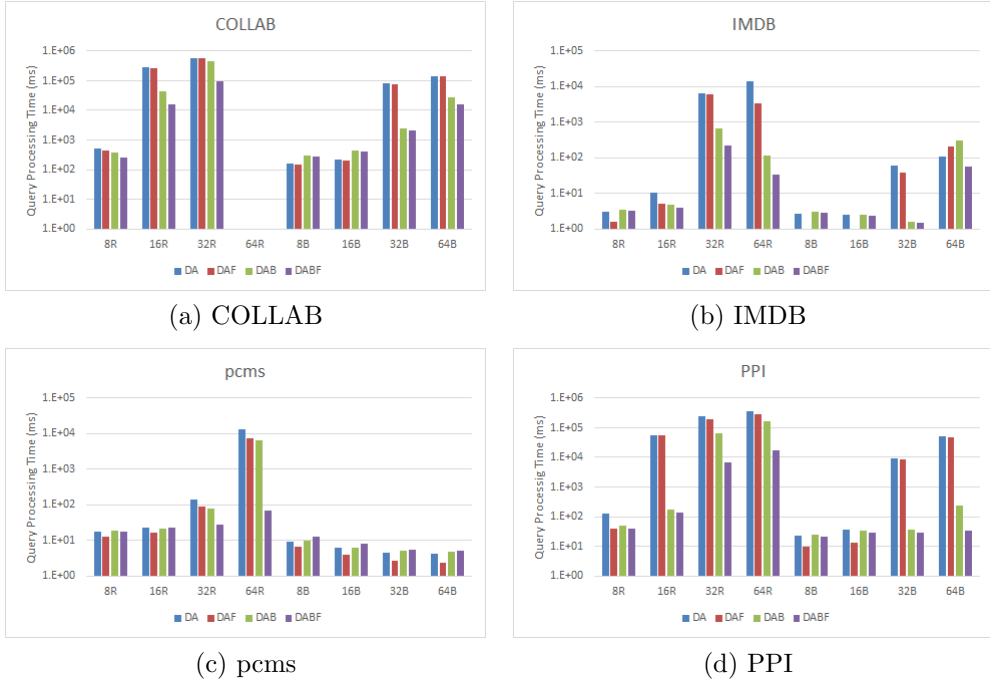 COLLAB
Query Processing Time (ms)
1.E+06
1.E+05
1.E+04
1.E+03
1.E+02
1.E+01
1.E+00
8R 16R 32R 64R 8B 16B 32B 64B
DA DAF DAB DABF
(a) COLLAB
IMDB
Query Processing Time (ms)
1.E+05
1.E+04
1.E+03
1.E+02
1.E+01
1.E+00
8R 16R 32R 64R 8B 16B 32B 64B
DA DAF DAB DABF
(b) IMDB
pcms
Query Processing Time (ms)
1.E+05
1.E+04
1.E+03
1.E+02
1.E+01
1.E+00
8R 16R 32R 64R 8B 16B 32B 64B
DA DAF DAB DABF
(c) pcms
PPI
Query Processissg Time (ms)
1.E+06
1.E+05
1.E+04
1.E+03
1.E+02
1.E+01
1.E+00
8R 16R 32R 64R 8B 16B 32B 64B
DA DAF DAB DABF
(d) PPI